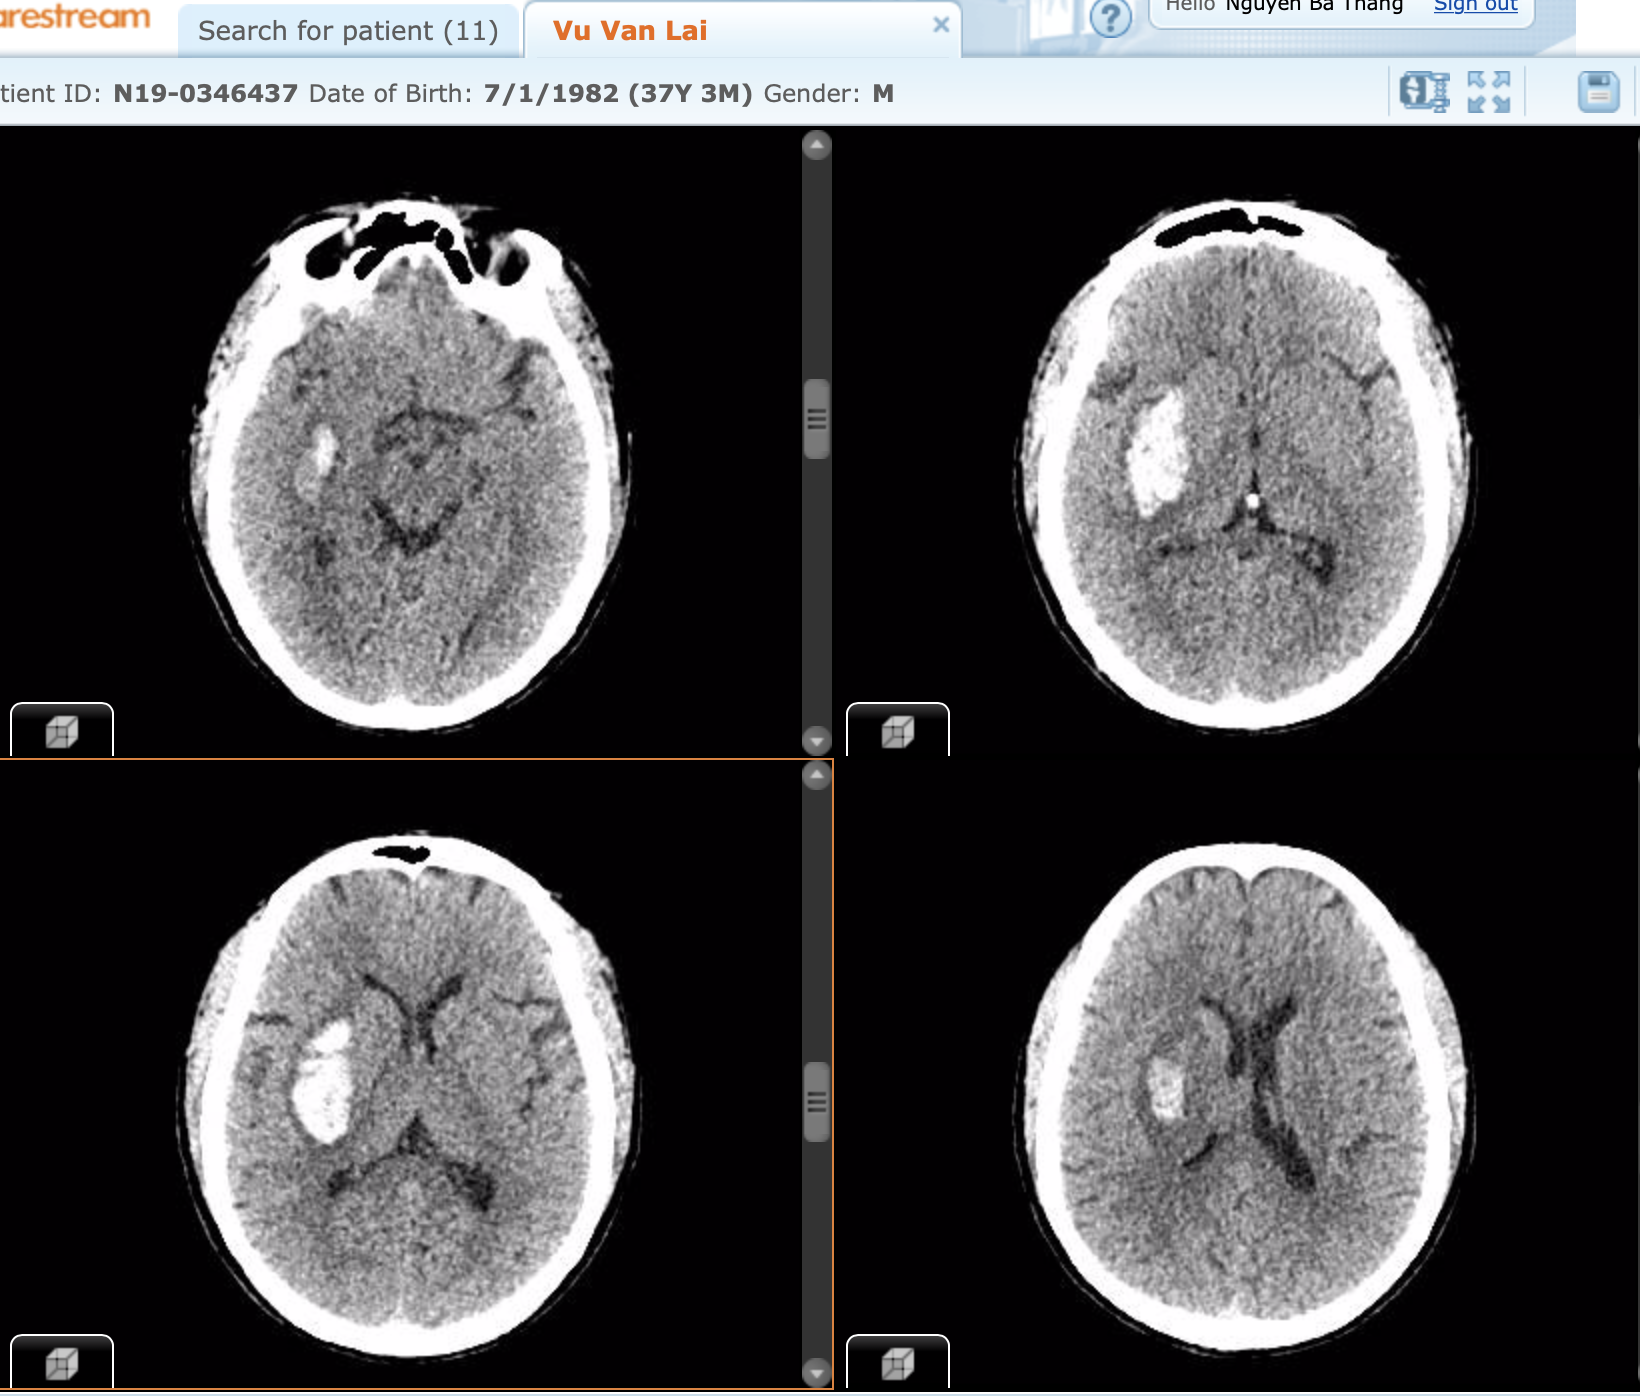 arestream
Search for patient (11)
Vu Van Lai
Hello Nguyen Ba Thang
Sign out
tient ID: N19-0346437 Date of Birth: 7/1/1982 (37Y 3M) Gender: M